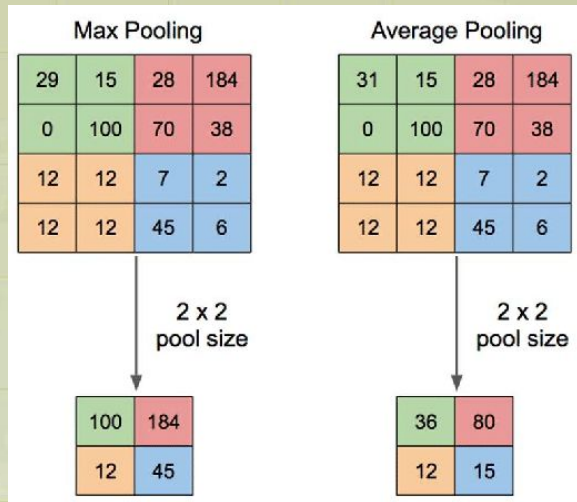 Max Pooling
29 15 28 184
0 100 70 38
12 12 7 2
12 12 45 6
2 x 2
pool size
100 184
12 45
Average Pooling
31 15 28 184
0 100 70 38
12 12 7 2
12 12 45 6
2 x 2
pool size
36 80
12 15